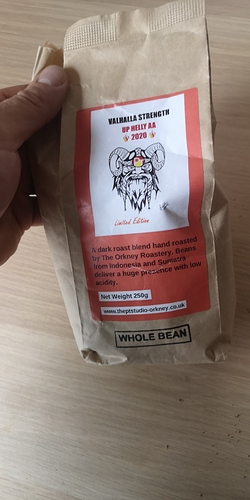 VALHALLA STRENGTH
UP HELLY AA
2020
Limited Edition
A dark roast blend hand roasted
by The Orkney Roastery. Beans
from Indonesia and Sumatra
deliver a huge presence with low
acidity.
Net Weight 250g
www.theptstudio-orkney.co.uk
WHOLE BEAN